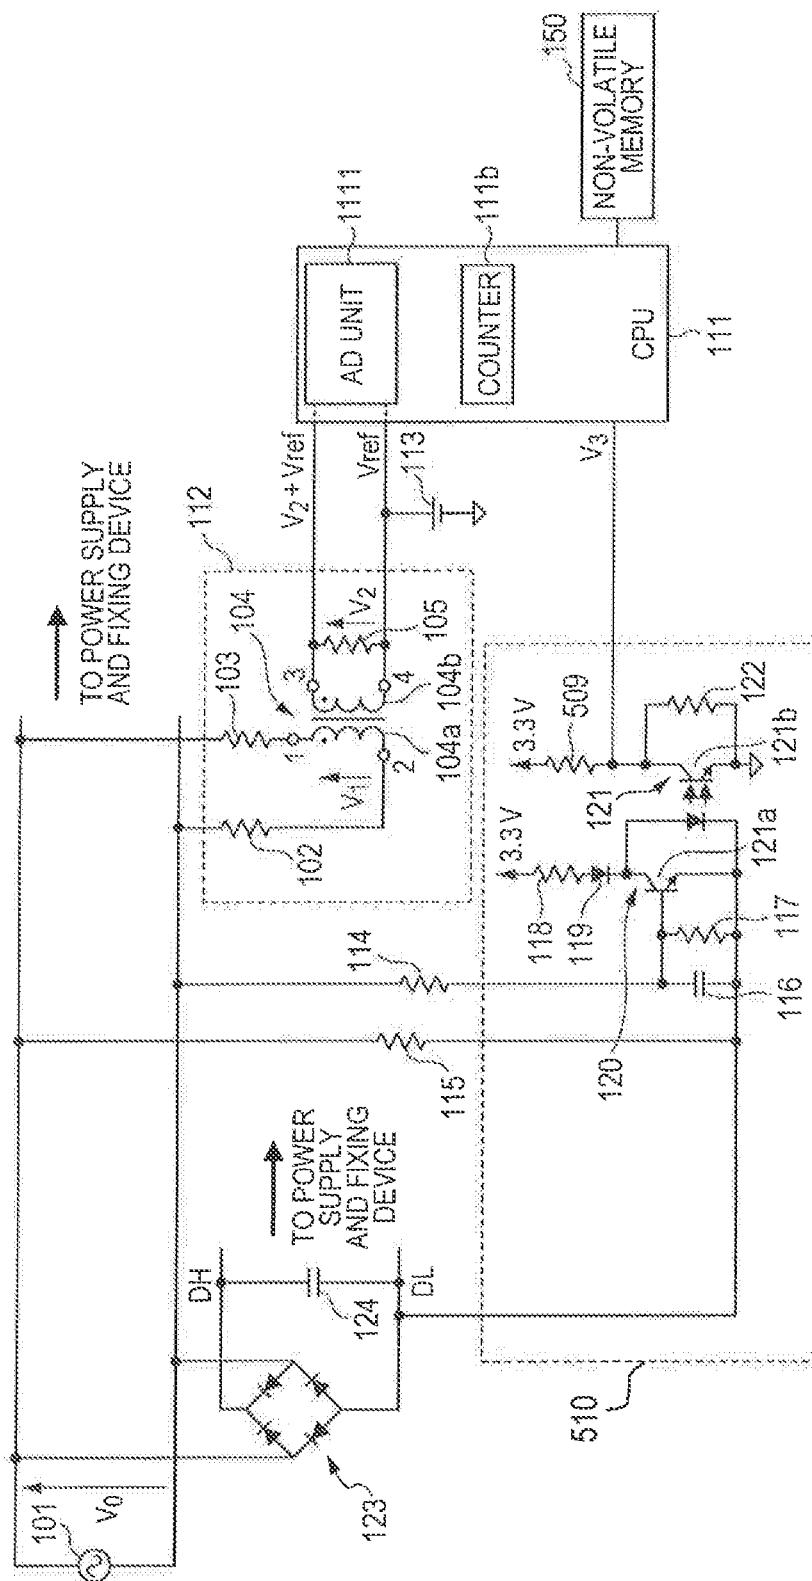 101
V0
123
DH
124
DL
TO POWER
SUPPLY
AND FIXING
DEVICE
TO POWER SUPPLY
AND FIXING DEVICE
115
114
102
V1
103
104
1
2
3
4
104a
104b
V2
105
112
V2 + Vref
Vref
113
AD UNIT
1111
COUNTER
111b
CPU
111
V3
NON-VOLATILE
MEMORY
150
510
3.3 V
118
119
120
116
117
121a
3.3 V
509
121
121b
122